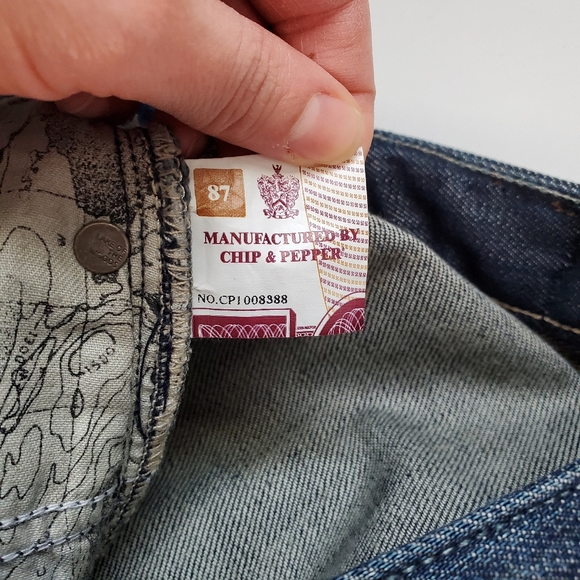 87
MANUFACTURED BY
CHIP & PEPPER
NO.CP1008388